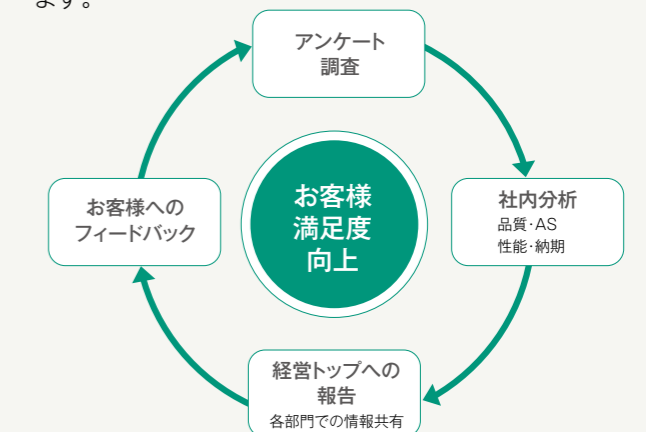 ます。
アンケート
調査
お客様
満足度
向上
社内分析
品質・AS
性能・納期
経営トップへの
報告
各部門での情報共有
お客様への
フィードバック